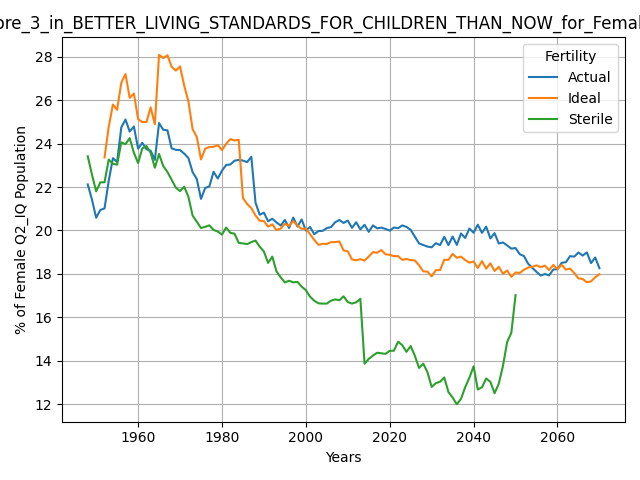 ore_3_in_BETTER_LIVING_STANDARDS_FOR_CHILDREN_THAN_NOW_for_Femal
Fertility
Actual
Ideal
Sterile
% of Female Q2_IQ Population
28
26
24
22
20
18
16
14
12
1960 1980 2000 2020 2040 2060
Years